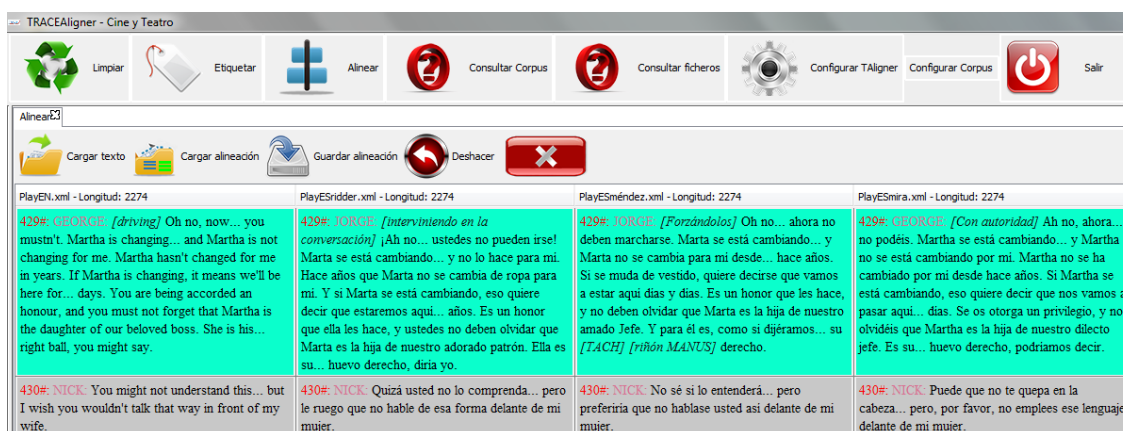 TRACEAligner - Cine y Teatro
Limpiar Etiquetar Alinear Consultar Corpus Consultar ficheros Configurar TAligner Configurar Corpus Salir
Alinear
Cargar texto Cargar alineación Guardar alineación Deshacer
PlayEN.xml - Longitud: 2274
429#: GEORGE: [driving] Oh no, now... you
mustn't. Martha is changing... and Martha is not
changing for me. Martha hasn't changed for me
in years. If Martha is changing, it means we'll be
here for... days. You are being accorded an
honour, and you must not forget that Martha is
the daughter of our beloved boss. She is his...
right ball, you might say.
430#: NICK: You might not understand this... but
I wish you wouldn't talk that way in front of my
wife.
PlayESridder.xml - Longitud: 2274
429#: JORGE: [interviniendo en la
conversación] ¡Ah no... ustedes no pueden irse!
Marta se está cambiando... y no lo hace para mi.
Hace años que Marta no se cambia de ropa para
mi. Y si Marta se está cambiando, eso quiere
decir que estaremos aqui... años. Es un honor
que ella les hace, y ustedes no deben olvidar que
Marta es la hija de nuestro adorado patrón. Ella es
su... huevo derecho, diría yo.
430#: NICK: Quizá usted no lo comprenda... pero
le ruego que no hable de esa forma delante de mi
mujer.
PlayESméndez.xml - Longitud: 2274
429#: JORGE: [Forzándolos] Oh no... ahora no
deben marcharse. Marta se está cambiando... y
Marta no se cambia para mi desde... hace años.
Si se muda de vestido, quiere decirse que vamos
a estar aqui dias y días. Es un honor que les hace,
y no deben olvidar que Marta es la hija de nuestro
amado Jefe. Y para él es, como si dijéramos... su
[TACH] [riñón MANUS] derecho.
430#: NICK: No sé si lo entenderá... pero
preferiria que no hablase usted asi delante de mi
mujer.
PlayESmira.xml - Longitud: 2274
429#: GEORGE: [Con autoridad] Ah no, ahora...
no podéis. Martha se está cambiando... y Martha
no se está cambiando por mi. Martha no se ha
cambiado por mi desde hace años. Si Martha se
está cambiando, eso quiere decir que nos vamos a
pasar aqui... días. Se os otorga un privilegio, y no
olvidéis que Martha es la hija de nuestro dilecto
jefe. Es su... huevo derecho, podríamos decir.
430#: NICK: Puede que no te quepa en la
cabeza... pero, por favor, no emplees ese lenguaje
delante de mi mujer.